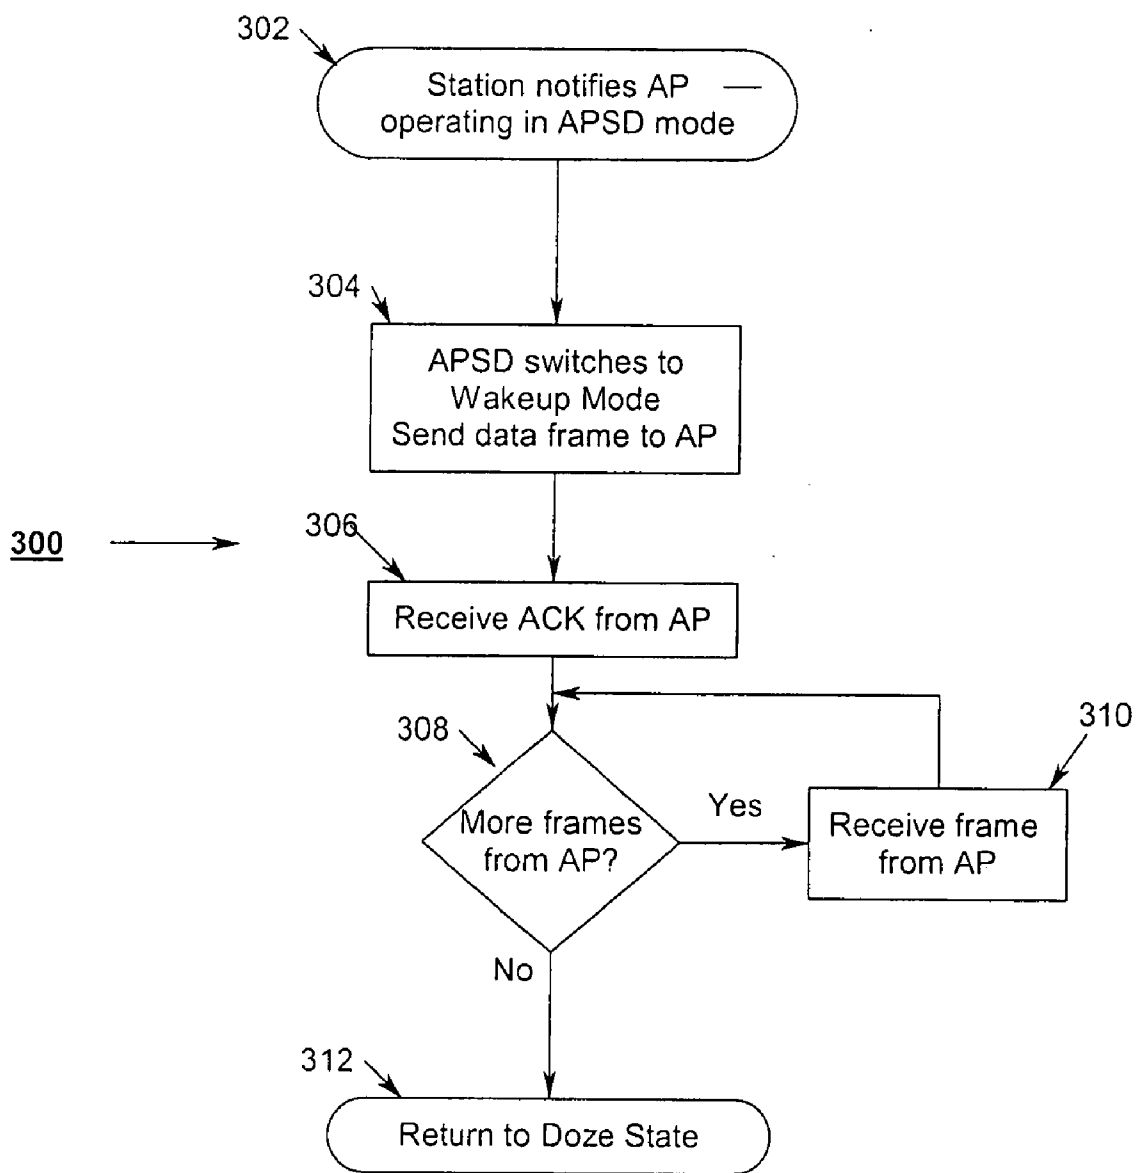 302
Station notifies AP —
operating in APSD mode
304
APSD switches to
Wakeup Mode
Send data frame to AP
300
306
Receive ACK from AP
308
More frames
from AP?
Yes
310
Receive frame
from AP
No
312
Return to Doze State